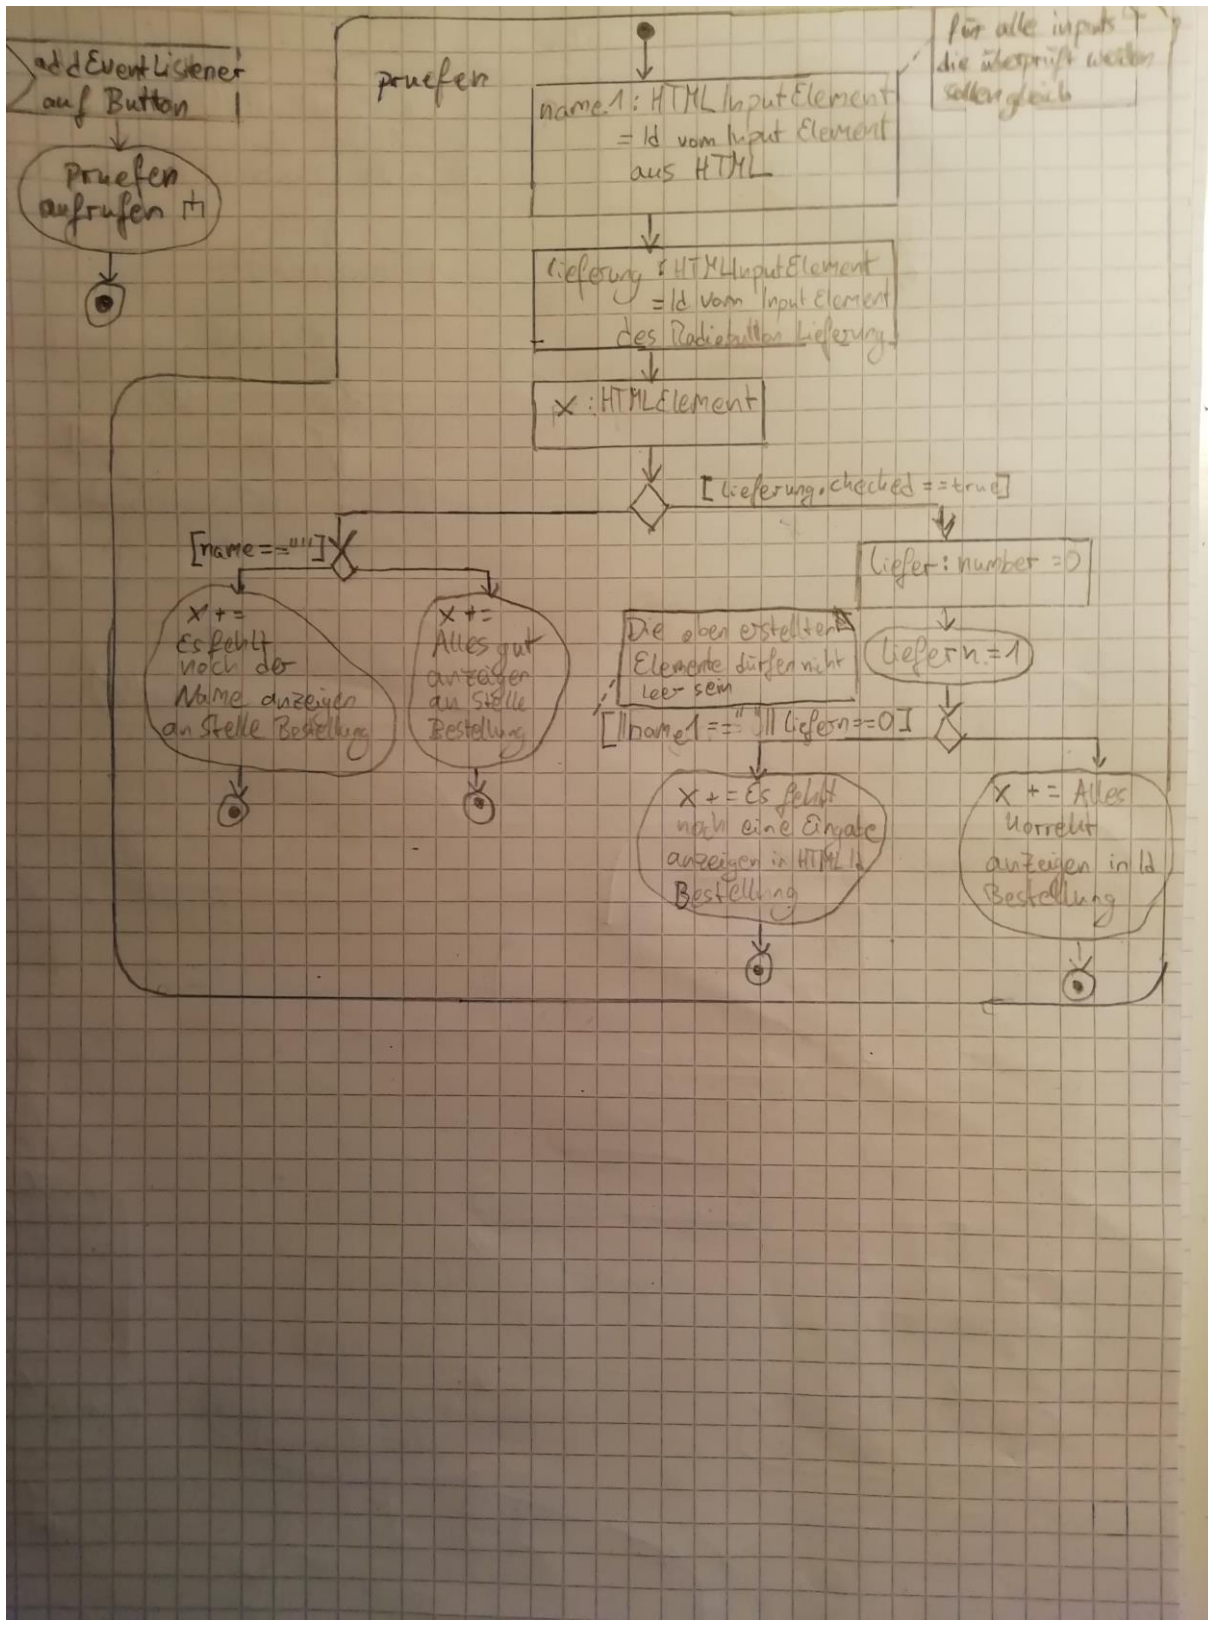 addEventListener
auf Button
pruefen
aufrufen
pruefen
name1: HTMLInputElement
= Id vom Input Element
aus HTML
für alle inputs
die überprüft werden
sollen gleich
lieferung: HTMLInputElement
= Id vom Input Element
des Radiobutton Lieferung
x: HTMLElement
[lieferung.checked==true]
[name==""]
x +=
Es fehlt
noch der
Name anzeigen
an Stelle Bestellung
x +=
Alles gut
anzeigen
an Stelle
Bestellung
liefer: number = 0
Die oben erstellten
Elemente dürfen nicht
leer sein
liefern = 1
[||name1 == "" || liefern==0]
x += Es fehlt
noch eine Eingabe
anzeigen in HTML Id
Bestellung
x += Alles
korrekt
anzeigen in Id
Bestellung